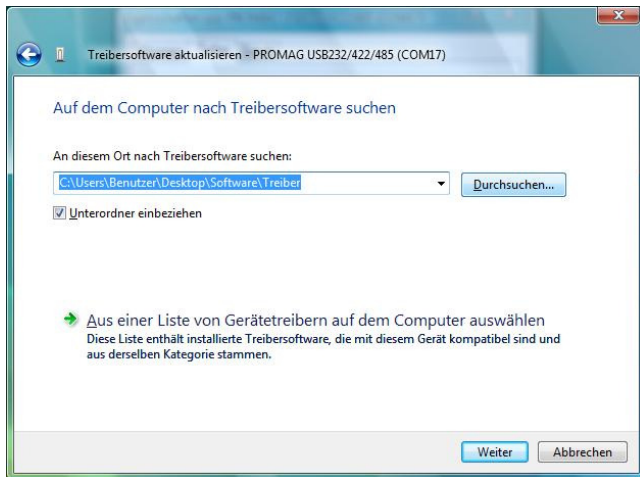 Treibersoftware aktualisieren - PROMAG USB232/422/485 (COM17)
Auf dem Computer nach Treibersoftware suchen
An diesem Ort nach Treibersoftware suchen:
C:\Users\Benutzer\Desktop\Software\Treiber
Durchsuchen...
Unterordner einbeziehen
Aus einer Liste von Gerätetreibern auf dem Computer auswählen
Diese Liste enthält installierte Treibersoftware, die mit diesem Gerät kompatibel sind und
aus derselben Kategorie stammen.
Weiter
Abbrechen